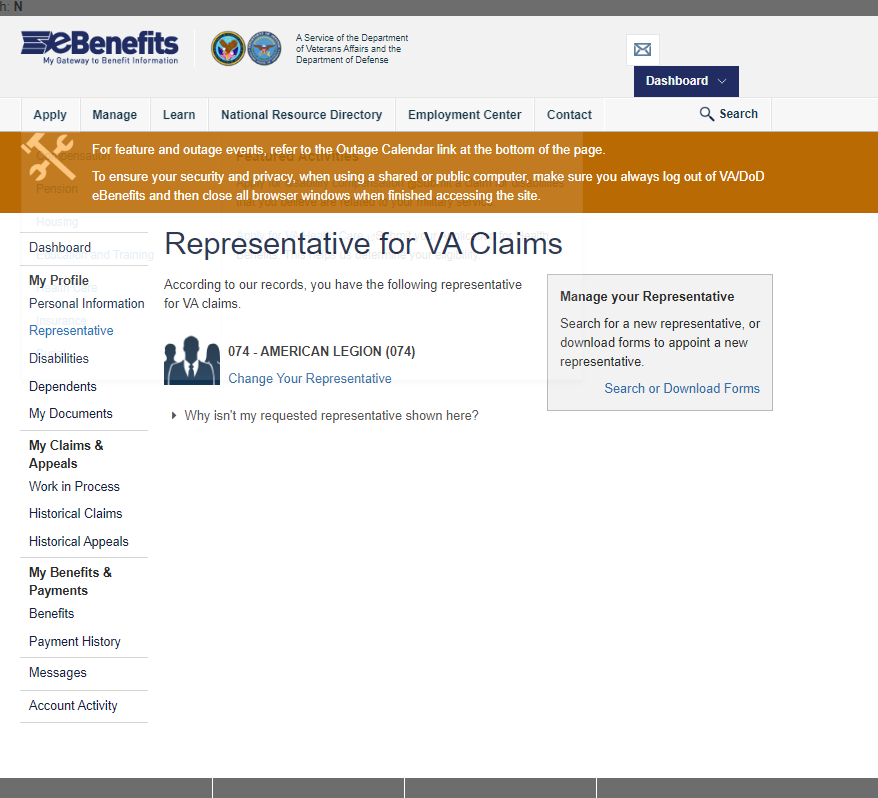 h: N
eBenefits
My Gateway to Benefit Information
A Service of the Department
of Veterans Affairs and the
Department of Defense
Dashboard
Apply
Manage
Learn
National Resource Directory
Employment Center
Contact
Search
For feature and outage events, refer to the Outage Calendar link at the bottom of the page.
To ensure your security and privacy, when using a shared or public computer, make sure you always log out of VA/DoD
eBenefits and then close all browser windows when finished accessing the site.
Compensation
Featured Activities
Pension
Housing
Education and Training
Dashboard
My Profile
Personal Information
Representative
Disabilities
Dependents
My Documents
My Claims &
Appeals
Work in Process
Historical Claims
Historical Appeals
My Benefits &
Payments
Benefits
Payment History
Messages
Account Activity
Representative for VA Claims
According to our records, you have the following representative
for VA claims.
074 - AMERICAN LEGION (074)
Change Your Representative
Why isn't my requested representative shown here?
Manage your Representative
Search for a new representative, or
download forms to appoint a new
representative.
Search or Download Forms